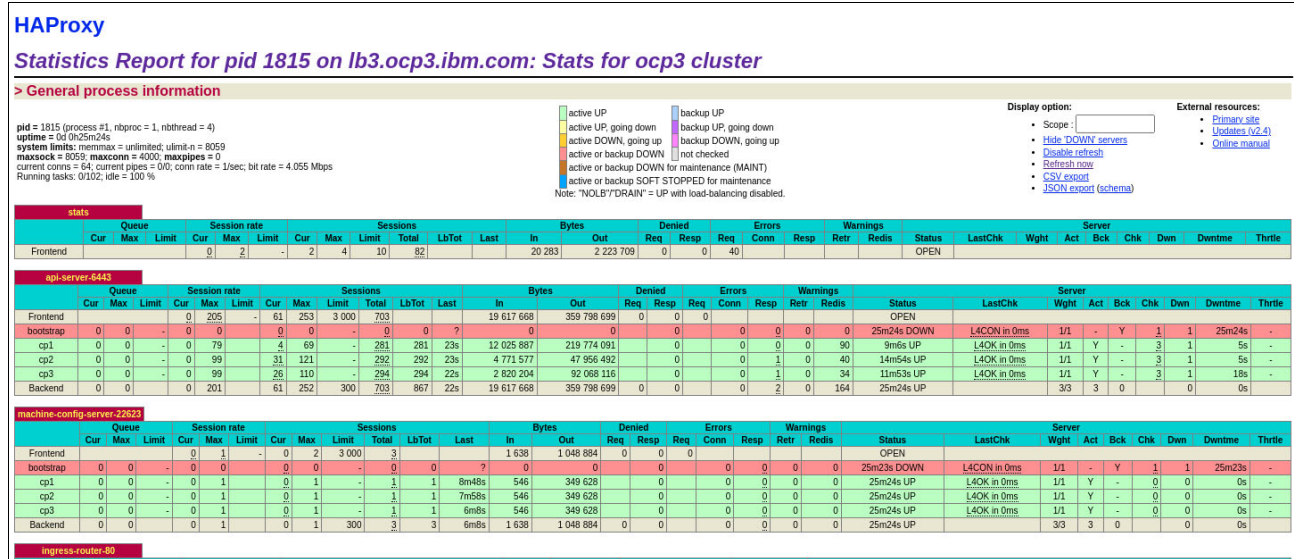 HAProxy
Statistics Report for pid 1815 on lb3.ocp3.ibm.com: Stats for ocp3 cluster
> General process information
pid = 1815 (process #1, nbproc = 1, nbthread = 4)
uptime = 0d 0h25m24s
system limits: memmax = unlimited; ulimit-n = 8059
maxsock = 8059; maxconn = 4000; maxpipes = 0
current conns = 64; current pipes = 0/0; conn rate = 1/sec; bit rate = 4.055 Mbps
Running tasks: 0/102; idle = 100 %
active UP backup UP
active UP, going down backup UP, going down
active DOWN, going up backup DOWN, going up
active or backup DOWN not checked
active or backup DOWN for maintenance (MAINT)
active or backup SOFT STOPPED for maintenance
Note: "NOLB"/"DRAIN" = UP with load-balancing disabled.
Display option:
• Scope :
• Hide 'DOWN' servers
• Disable refresh
• Refresh now
• CSV export
• JSON export (schema)
External resources:
• Primary site
• Updates (v2.4)
• Online manual
stats
Queue Session rate Sessions Bytes Denied Errors Warnings Server
Cur Max Limit Cur Max Limit Cur Max Limit Total LbTot Last In Out Req Resp Req Conn Resp Retr Redis Status LastChk Wght Act Bck Chk Dwn Dwntme Thrtle
Frontend 0 2 - 2 4 10 82 20 283 2 223 709 0 0 40 OPEN
api-server-6443
Queue Session rate Sessions Bytes Denied Errors Warnings Server
Cur Max Limit Cur Max Limit Cur Max Limit Total LbTot Last In Out Req Resp Req Conn Resp Retr Redis Status LastChk Wght Act Bck Chk Dwn Dwntme Thrtle
Frontend 0 205 - 61 253 3 000 703 19 617 668 359 798 699 0 0 0 OPEN
bootstrap 0 0 - 0 0 0 0 - 0 0 ? 0 0 0 0 0 0 0 25m24s DOWN L4CON in 0ms 1/1 - Y 1 1 25m24s -
cp1 0 0 - 0 79 4 69 - 281 281 23s 12 025 887 219 774 091 0 0 0 0 90 9m6s UP L4OK in 0ms 1/1 Y - 3 1 5s -
cp2 0 0 - 0 99 31 121 - 292 292 23s 4 771 577 47 956 492 0 0 1 0 40 14m54s UP L4OK in 0ms 1/1 Y - 3 1 5s -
cp3 0 0 - 0 99 26 110 - 294 294 22s 2 820 204 92 068 116 0 0 1 0 34 11m53s UP L4OK in 0ms 1/1 Y - 3 1 18s -
Backend 0 0 0 201 61 252 300 703 867 22s 19 617 668 359 798 699 0 0 0 2 0 164 25m24s UP 3/3 3 0 0 0s
machine-config-server-22623
Queue Session rate Sessions Bytes Denied Errors Warnings Server
Cur Max Limit Cur Max Limit Cur Max Limit Total LbTot Last In Out Req Resp Req Conn Resp Retr Redis Status LastChk Wght Act Bck Chk Dwn Dwntme Thrtle
Frontend 0 1 - 0 2 3 000 3 1 638 1 048 884 0 0 0 OPEN
bootstrap 0 0 - 0 0 0 0 - 0 0 ? 0 0 0 0 0 0 0 25m23s DOWN L4CON in 0ms 1/1 - Y 1 1 25m23s -
cp1 0 0 - 0 1 0 1 - 1 1 8m48s 546 349 628 0 0 0 0 0 25m24s UP L4OK in 0ms 1/1 Y - 0 0 0s -
cp2 0 0 - 0 1 0 1 - 1 1 7m58s 546 349 628 0 0 0 0 0 25m24s UP L4OK in 0ms 1/1 Y - 0 0 0s -
cp3 0 0 - 0 1 0 1 - 1 1 6m8s 546 349 628 0 0 0 0 0 25m24s UP L4OK in 0ms 1/1 Y - 0 0 0s -
Backend 0 0 0 1 0 1 300 3 3 6m8s 1 638 1 048 884 0 0 0 0 0 0 25m24s UP 3/3 3 0 0 0s
ingress-router-80